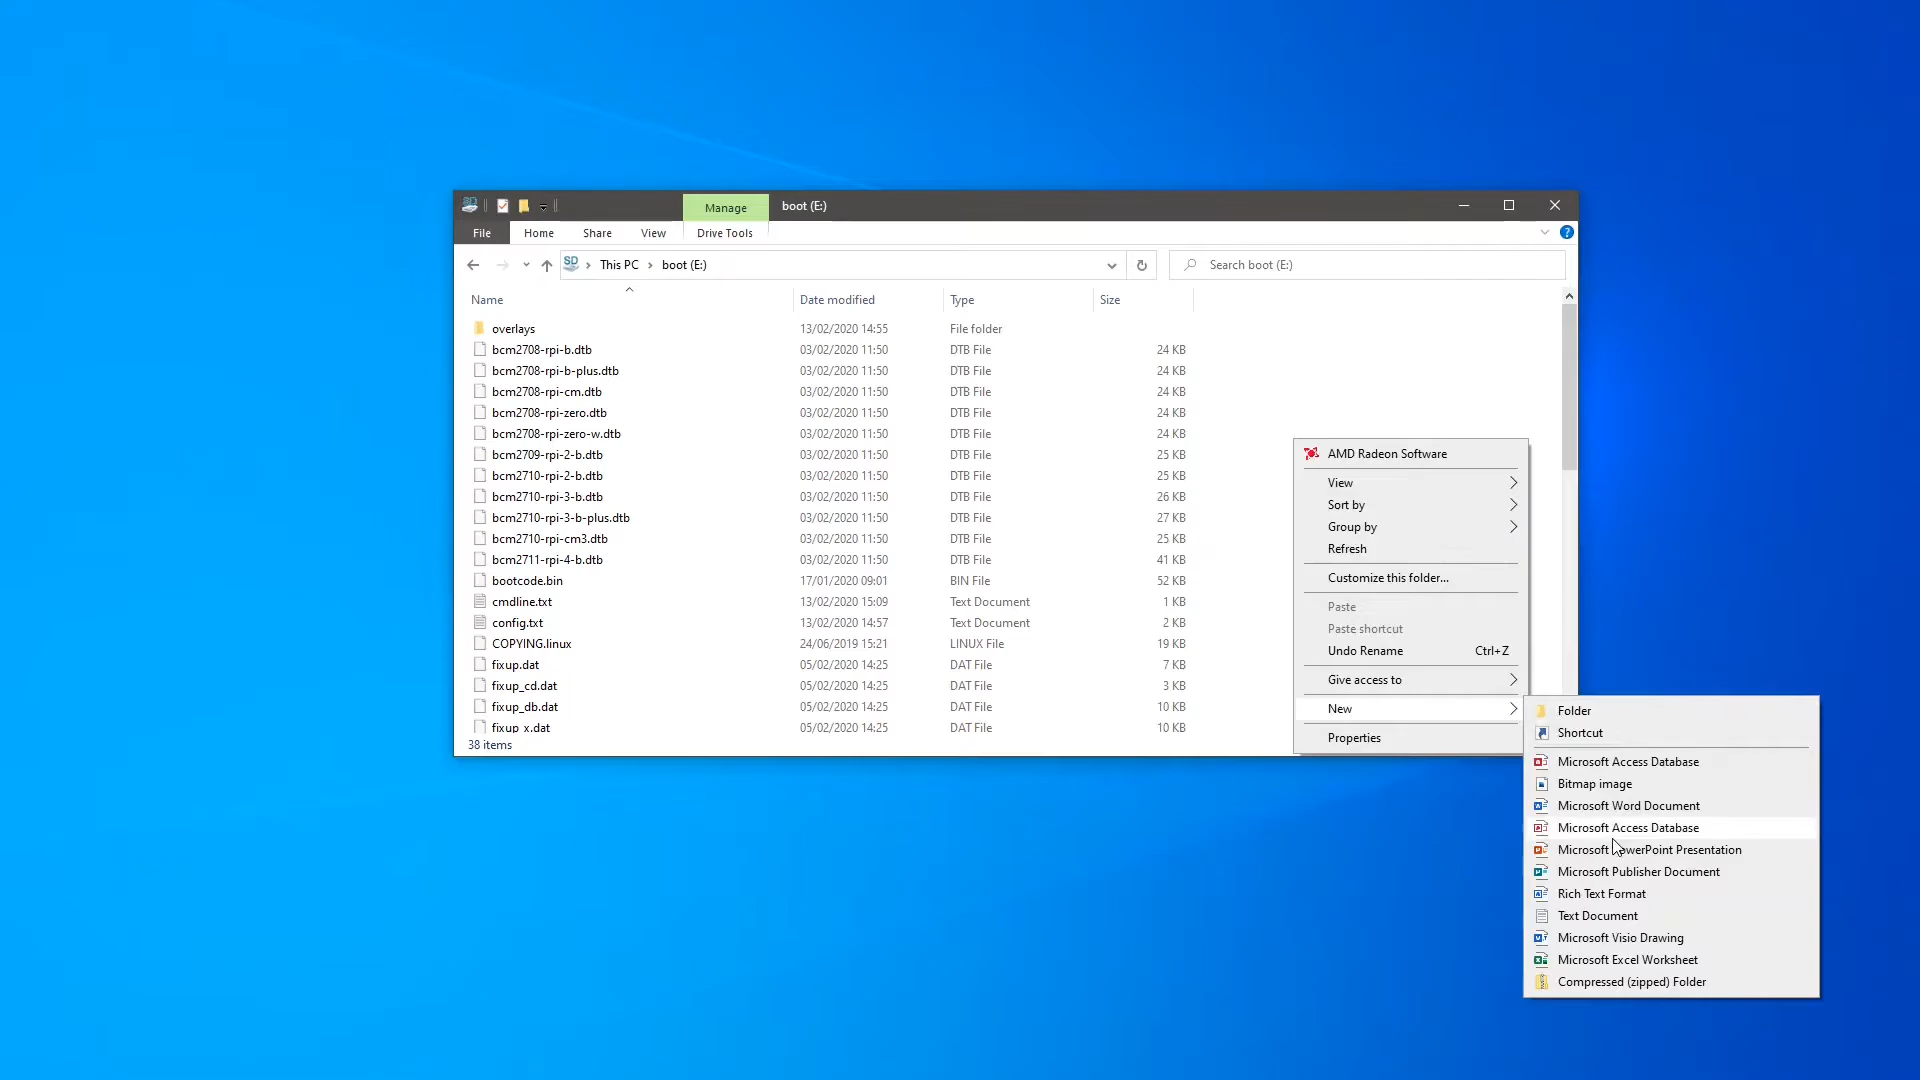 Manage
boot (E:)
File
Home
Share
View
Drive Tools
This PC
boot (E:)
Search boot (E:)
Name
Date modified
Type
Size
overlays 13/02/2020 14:55 File folder
bcm2708-rpi-b.dtb 03/02/2020 11:50 DTB File 24 KB
bcm2708-rpi-b-plus.dtb 03/02/2020 11:50 DTB File 24 KB
bcm2708-rpi-cm.dtb 03/02/2020 11:50 DTB File 24 KB
bcm2708-rpi-zero.dtb 03/02/2020 11:50 DTB File 24 KB
bcm2708-rpi-zero-w.dtb 03/02/2020 11:50 DTB File 24 KB
bcm2709-rpi-2-b.dtb 03/02/2020 11:50 DTB File 25 KB
bcm2710-rpi-2-b.dtb 03/02/2020 11:50 DTB File 25 KB
bcm2710-rpi-3-b.dtb 03/02/2020 11:50 DTB File 26 KB
bcm2710-rpi-3-b-plus.dtb 03/02/2020 11:50 DTB File 27 KB
bcm2710-rpi-cm3.dtb 03/02/2020 11:50 DTB File 25 KB
bcm2711-rpi-4-b.dtb 03/02/2020 11:50 DTB File 41 KB
bootcode.bin 17/01/2020 09:01 BIN File 52 KB
cmdline.txt 13/02/2020 15:09 Text Document 1 KB
config.txt 13/02/2020 14:57 Text Document 2 KB
COPYING.linux 24/06/2019 15:21 LINUX File 19 KB
fixup.dat 05/02/2020 14:25 DAT File 7 KB
fixup_cd.dat 05/02/2020 14:25 DAT File 3 KB
fixup_db.dat 05/02/2020 14:25 DAT File 10 KB
fixup_x.dat 05/02/2020 14:25 DAT File 10 KB
38 items
AMD Radeon Software
View
Sort by
Group by
Refresh
Customize this folder...
Paste
Paste shortcut
Undo Rename Ctrl+Z
Give access to
New
Properties
Folder
Shortcut
Microsoft Access Database
Bitmap image
Microsoft Word Document
Microsoft Access Database
Microsoft PowerPoint Presentation
Microsoft Publisher Document
Rich Text Format
Text Document
Microsoft Visio Drawing
Microsoft Excel Worksheet
Compressed (zipped) Folder